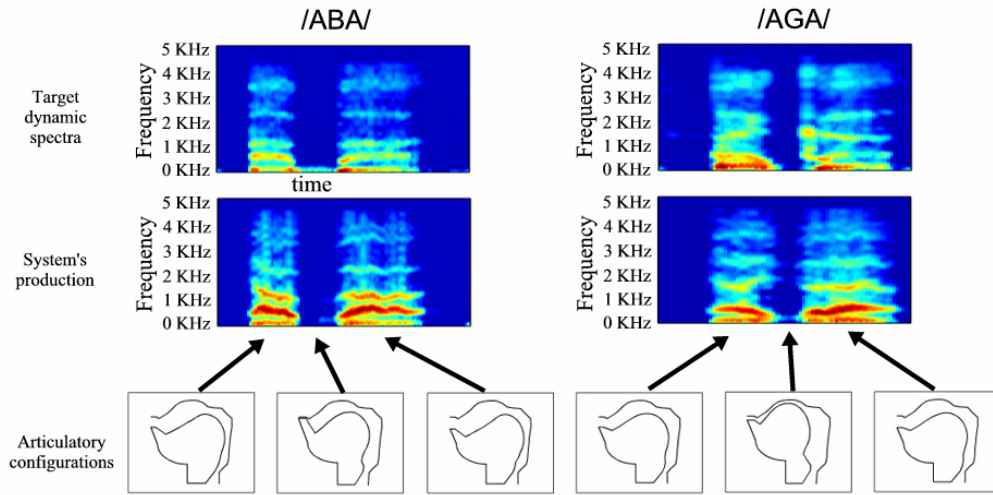 /ABA/
/AGA/
Target
dynamic
spectra
Frequency
5 KHz
4 KHz
3 KHz
2 KHz
1 KHz
0 KHz
time
Frequency
5 KHz
4 KHz
3 KHz
2 KHz
1 KHz
0 KHz
System's
production
Frequency
5 KHz
4 KHz
3 KHz
2 KHz
1 KHz
0 KHz
Frequency
5 KHz
4 KHz
3 KHz
2 KHz
1 KHz
0 KHz
Articulatory
configurations